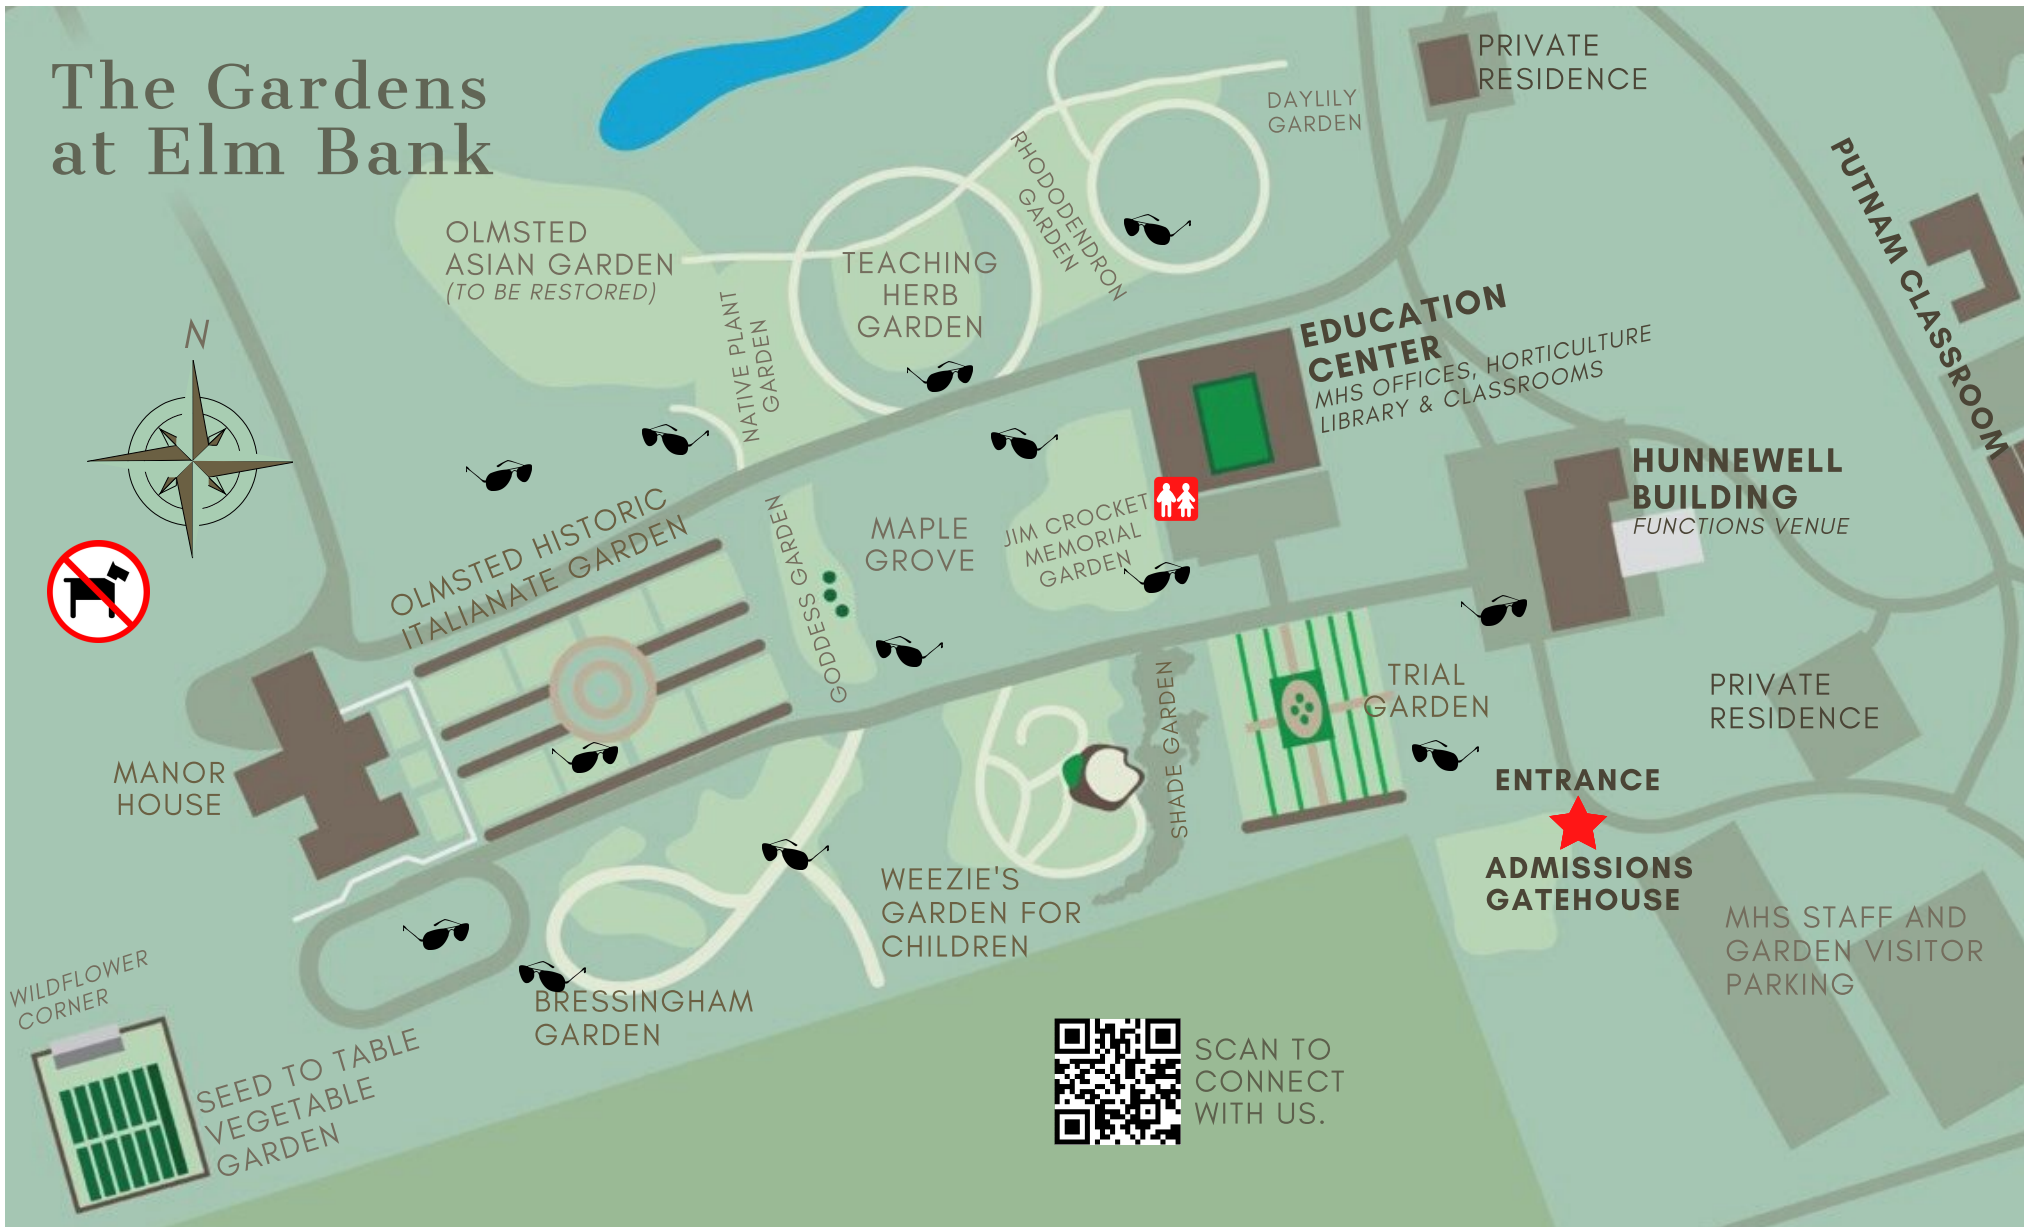 The Gardens
at Elm Bank
PRIVATE
RESIDENCE
DAYLILY
GARDEN
RHODODENDRON
GARDEN
PUTNAM CLASSROOM
OLMSTED
ASIAN GARDEN
(TO BE RESTORED)
TEACHING
HERB
GARDEN
NATIVE PLANT
GARDEN
N
EDUCATION
CENTER
MHS OFFICES, HORTICULTURE
LIBRARY & CLASSROOMS
HUNNEWELL
BUILDING
FUNCTIONS VENUE
OLMSTED HISTORIC
ITALIANATE GARDEN
GODDESS GARDEN
MAPLE
GROVE
JIM CROCKET
MEMORIAL
GARDEN
SHADE GARDEN
TRIAL
GARDEN
PRIVATE
RESIDENCE
MANOR
HOUSE
ENTRANCE
ADMISSIONS
GATEHOUSE
WEEZIE'S
GARDEN FOR
CHILDREN
MHS STAFF AND
GARDEN VISITOR
PARKING
WILDFLOWER
CORNER
BRESSINGHAM
GARDEN
SEED TO TABLE
VEGETABLE
GARDEN
SCAN TO
CONNECT
WITH US.